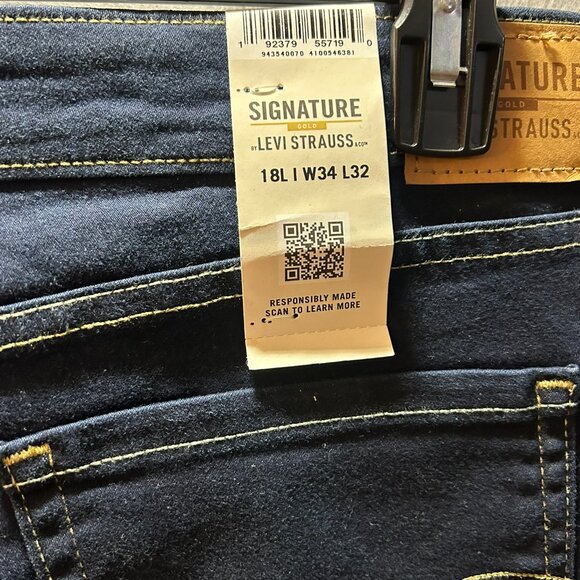 1 92379 55719 0
943540070 4100546381
SIGNATURE
GOLD
BY LEVI STRAUSS & CO™
18L | W34 L32
RESPONSIBLY MADE
SCAN TO LEARN MORE
NATURE
GOLD
STRAUSS